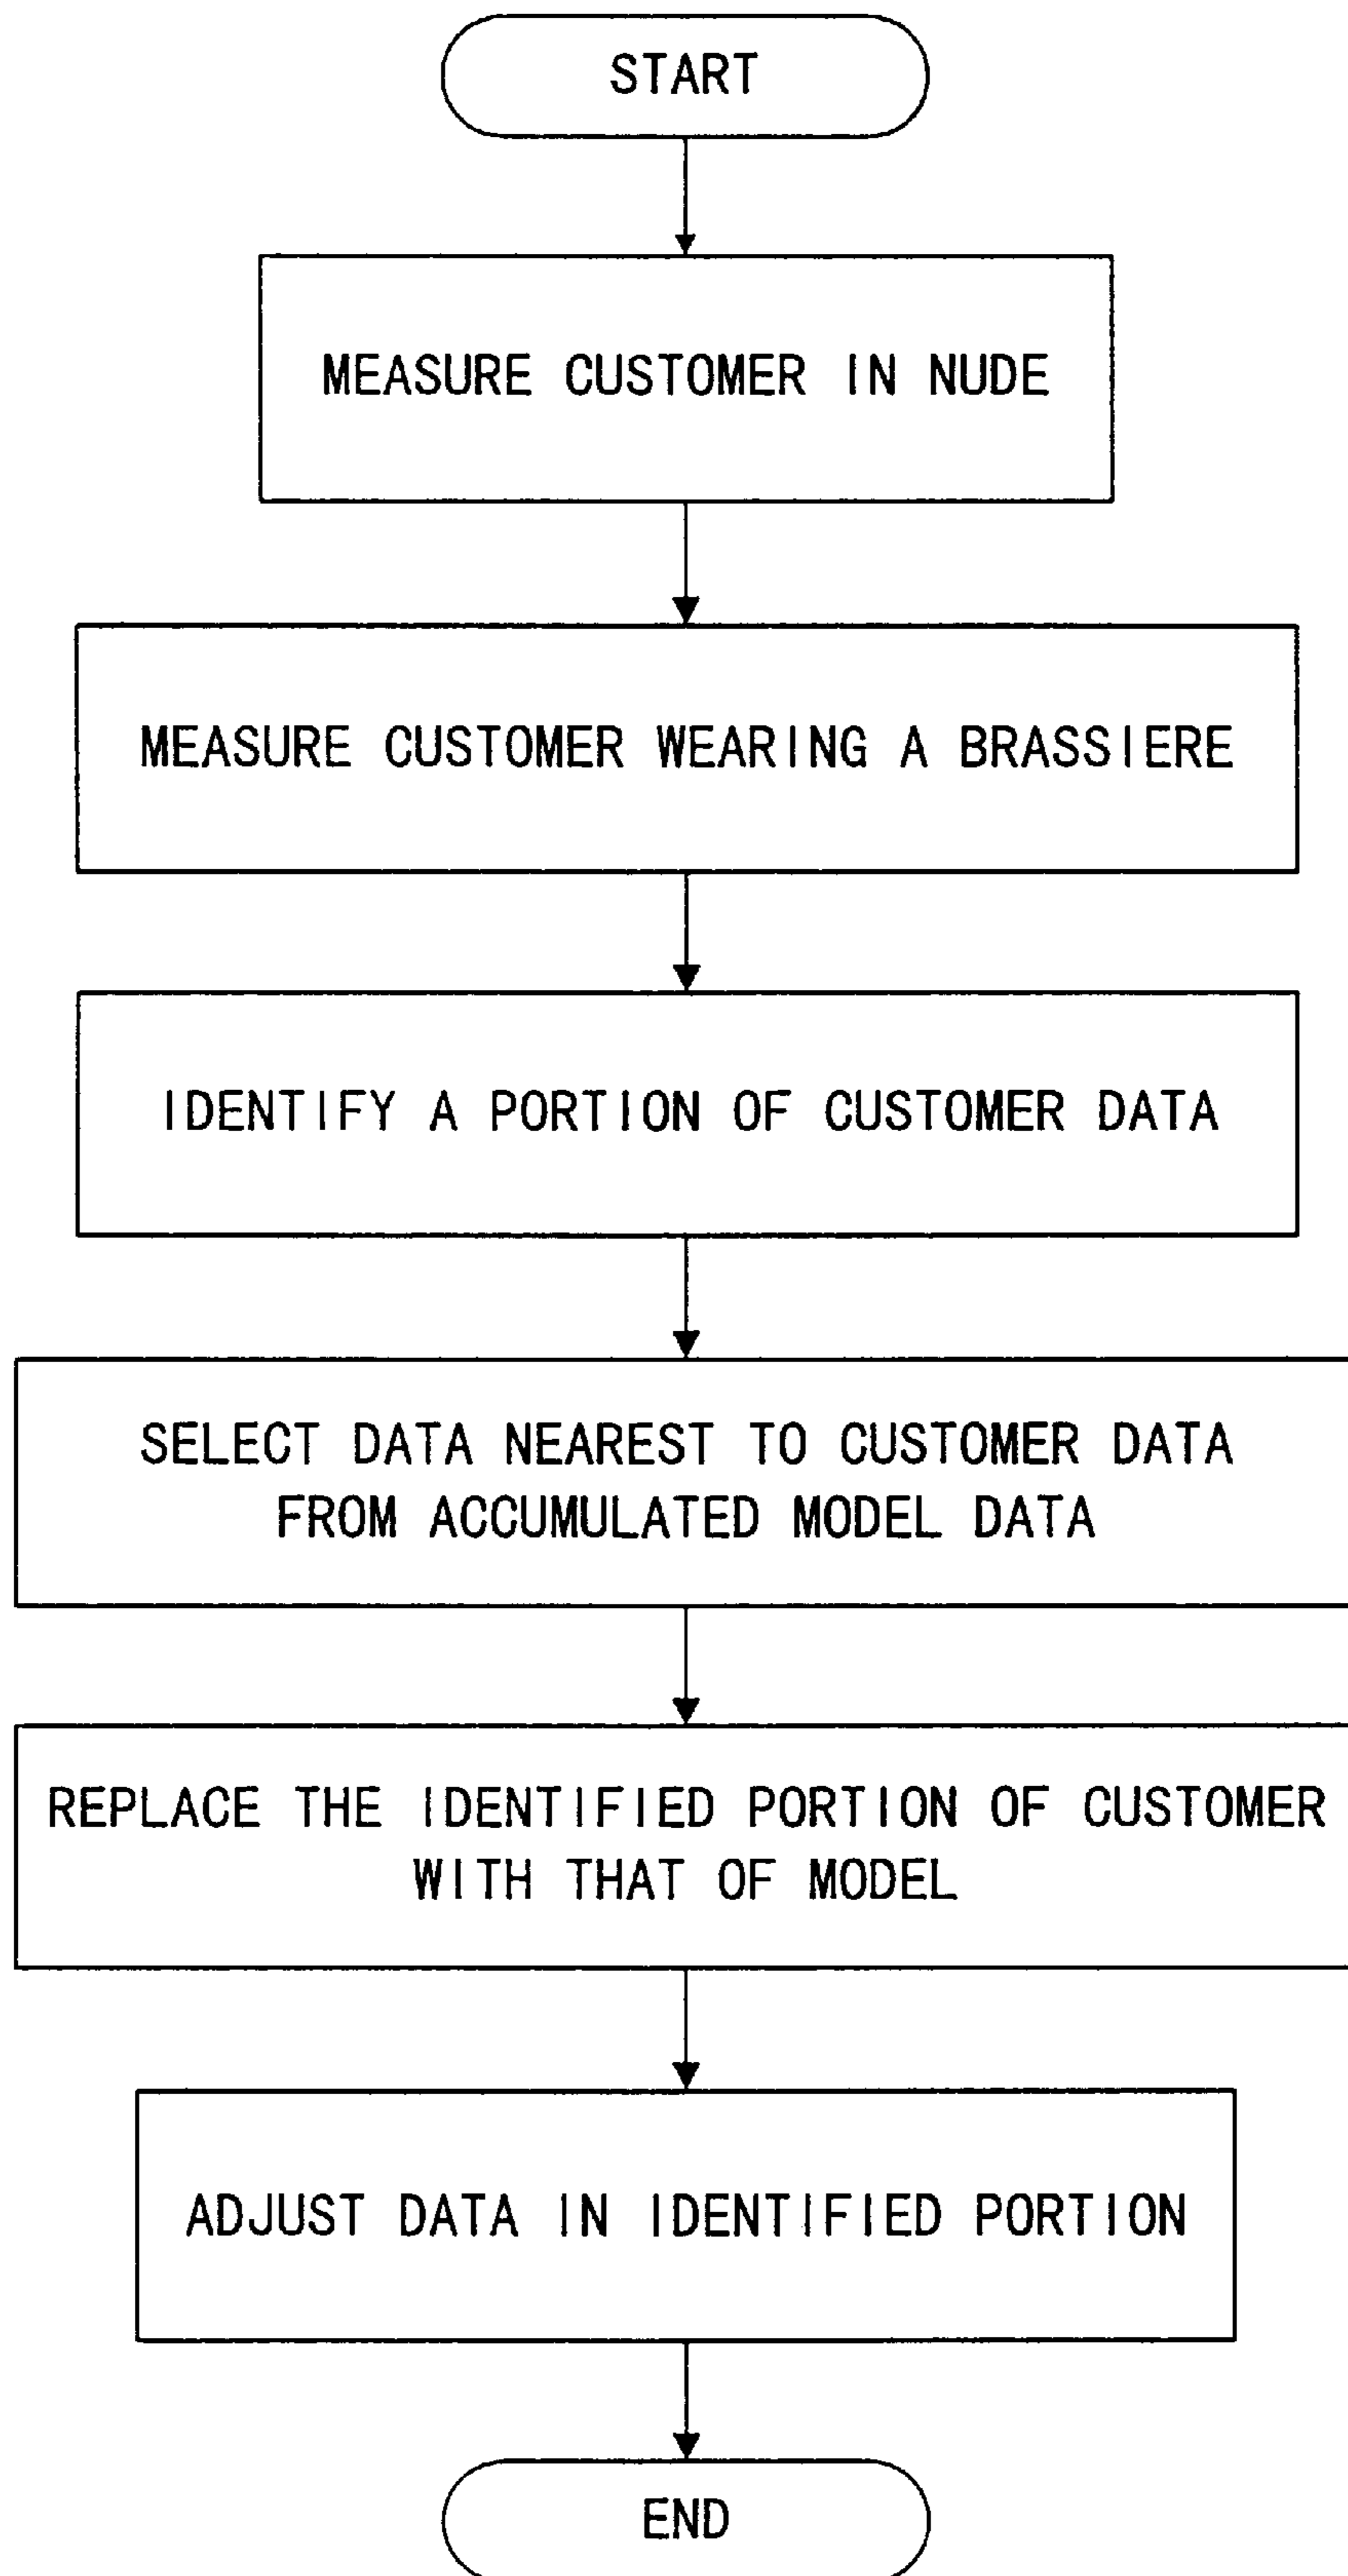 START
MEASURE CUSTOMER IN NUDE
MEASURE CUSTOMER WEARING A BRASSIERE
IDENTIFY A PORTION OF CUSTOMER DATA
SELECT DATA NEAREST TO CUSTOMER DATA
FROM ACCUMULATED MODEL DATA
REPLACE THE IDENTIFIED PORTION OF CUSTOMER
WITH THAT OF MODEL
ADJUST DATA IN IDENTIFIED PORTION
END